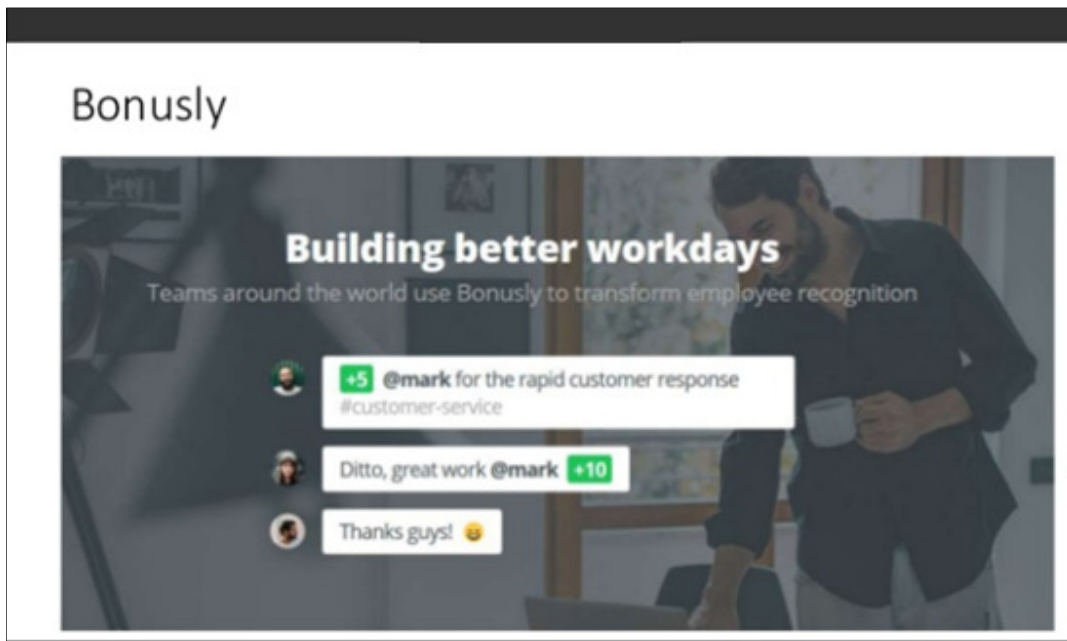 Bonusly
Building better workdays
Teams around the world use Bonusly to transform employee recognition
+5 @mark for the rapid customer response
#customer-service
Ditto, great work @mark +10
Thanks guys! 😄